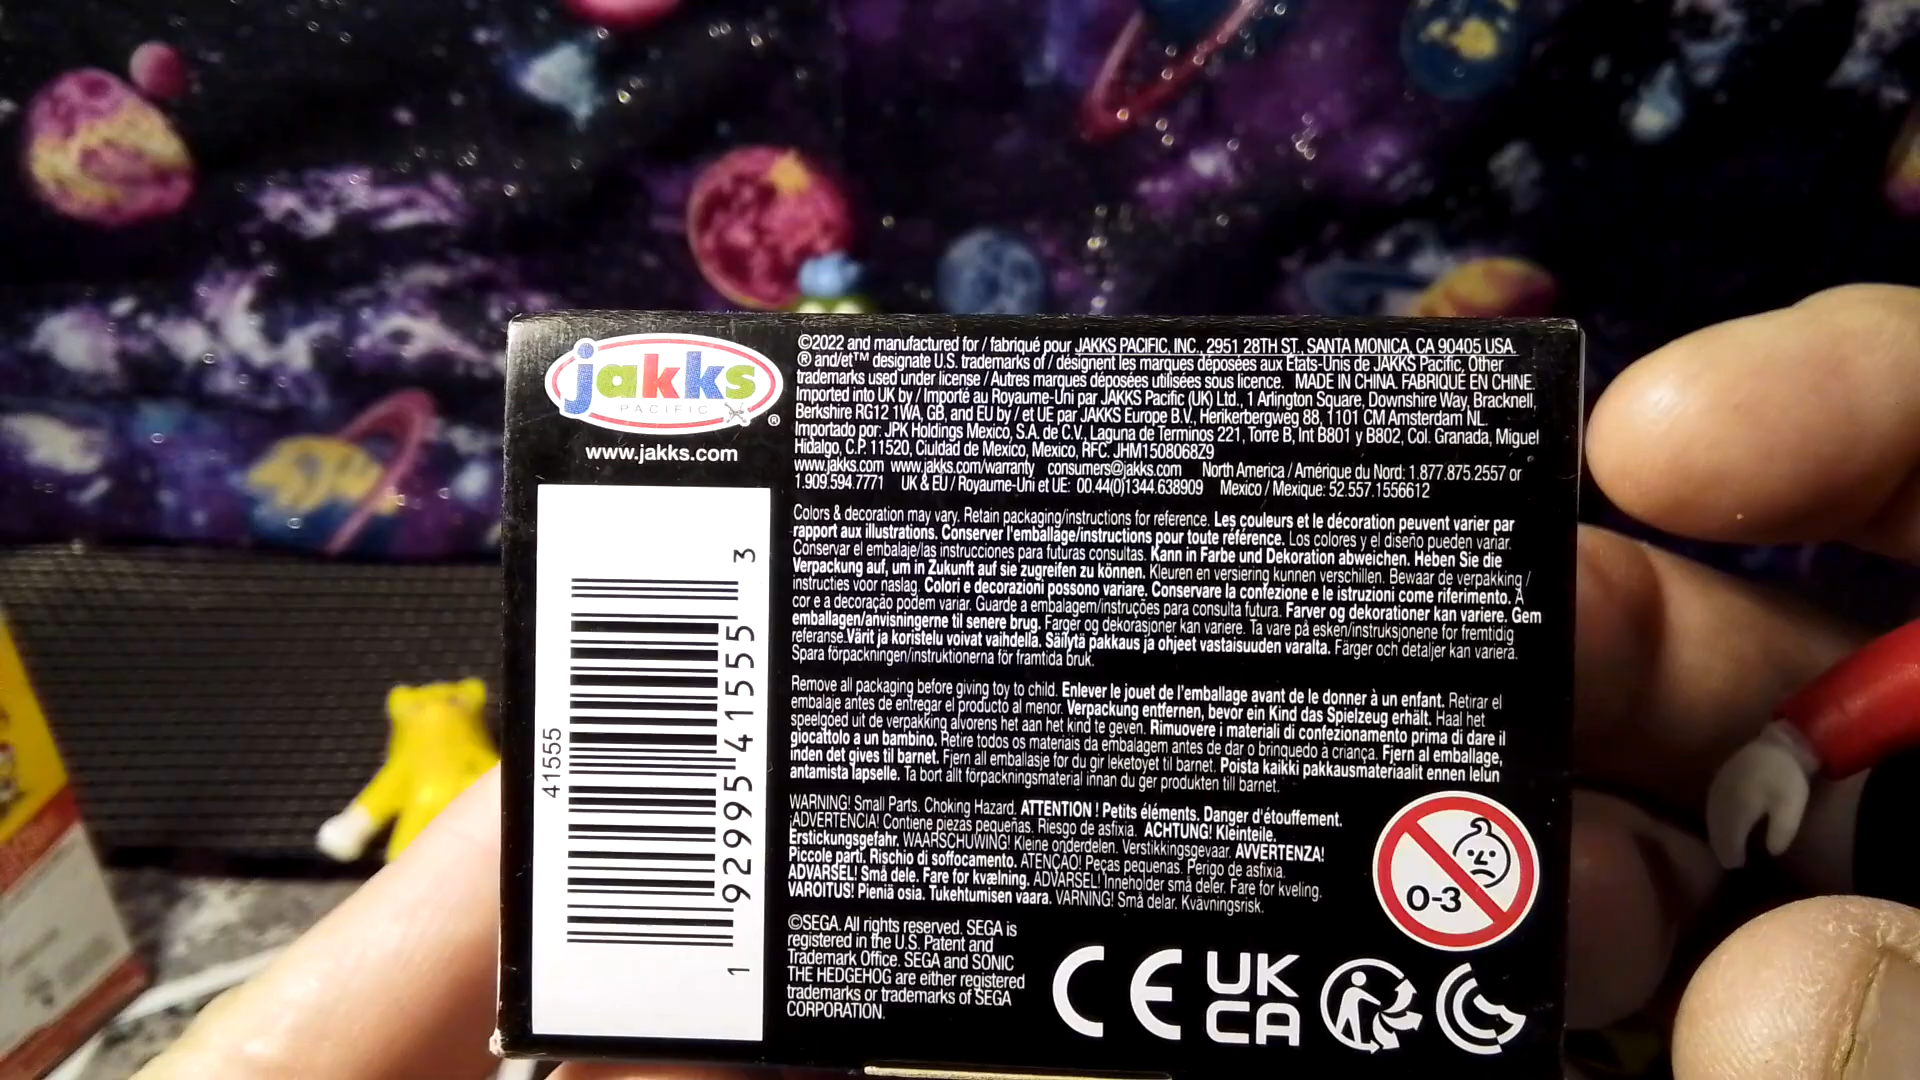 jakks
PACIFIC
®
www.jakks.com
41555
1 92995 41555 3
©2022 and manufactured for / fabriqué pour JAKKS PACIFIC, INC., 2951 28TH ST., SANTA MONICA, CA 90405 USA.
® and/et™ designate U.S. trademarks of / désignent les marques déposées aux États-Unis de JAKKS Pacific, Other
trademarks used under license / Autres marques déposées utilisées sous licence. MADE IN CHINA. FABRIQUÉ EN CHINE.
Imported into UK by / Importé au Royaume-Uni par JAKKS Pacific (UK) Ltd., 1 Arlington Square, Downshire Way, Bracknell,
Berkshire RG12 1WA, GB, and EU by / et UE par JAKKS Europe B.V., Herikerbergweg 88, 1101 CM Amsterdam NL.
Importado por: JPK Holdings Mexico, S.A. de C.V., Laguna de Terminos 221, Torre B, Int B801 y B802, Col. Granada, Miguel
Hidalgo, C.P. 11520, Ciuldad de Mexico, Mexico, RFC. JHM1508068Z9
www.jakks.com www.jakks.com/warranty consumers@jakks.com North America / Amérique du Nord: 1.877.875.2557 or
1.909.594.7771 UK & EU / Royaume-Uni et UE: 00.44(0)1344.638909 Mexico / Mexique: 52.557.1556612
Colors & decoration may vary. Retain packaging/instructions for reference. Les couleurs et le décoration peuvent varier par
rapport aux illustrations. Conserver l'emballage/instructions pour toute référence. Los colores y el diseño pueden variar.
Conservar el embalaje/las instrucciones para futuras consultas. Kann in Farbe und Dekoration abweichen. Heben Sie die
Verpackung auf, um in Zukunft auf sie zugreifen zu können. Kleuren en versiering kunnen verschillen. Bewaar de verpakking /
instructies voor naslag. Colori e decorazioni possono variare. Conservare la confezione e le istruzioni come riferimento. A
cor e a decoração podem variar. Guarde a embalagem/instruções para consulta futura. Farver og dekorationer kan variere. Gem
emballagen/anvisningerne til senere brug. Farger og dekorasjoner kan variere. Ta vare på esken/instruksjonene for fremtidig
referanse.Värit ja koristelu voivat vaihdella. Säilytä pakkaus ja ohjeet vastaisuuden varalta. Färger och detaljer kan variera.
Spara förpackningen/instruktionerna för framtida bruk.
Remove all packaging before giving toy to child. Enlever le jouet de l'emballage avant de le donner à un enfant. Retirar el
embalaje antes de entregar el producto al menor. Verpackung entfernen, bevor ein Kind das Spielzeug erhält. Haal het
speelgoed uit de verpakking alvorens het aan het kind te geven. Rimuovere i materiali di confezionamento prima di dare il
giocattolo a un bambino. Retire todos os materiais da embalagem antes de dar o brinquedo à criança. Fjern al emballage,
inden det gives til barnet. Fjern all emballasje for du gir leketøyet til barnet. Poista kaikki pakkausmateriaalit ennen lelun
antamista lapselle. Ta bort allt förpackningsmaterial innan du ger produkten till barnet.
WARNING! Small Parts. Choking Hazard. ATTENTION ! Petits éléments. Danger d'étouffement.
¡ADVERTENCIA! Contiene piezas pequeñas. Riesgo de asfixia. ACHTUNG! Kleinteile.
Erstickungsgefahr. WAARSCHUWING! Kleine onderdelen. Verstikkingsgevaar. AVVERTENZA!
Piccole parti. Rischio di soffocamento. ATENÇÃO! Peças pequenas. Perigo de asfixia.
ADVARSEL! Små dele. Fare for kvælning. ADVARSEL! Inneholder små deler. Fare for kveling.
VAROITUS! Pieniä osia. Tukehtumisen vaara. VARNING! Små delar. Kvävningsrisk.
0-3
©SEGA. All rights reserved. SEGA is
registered in the U.S. Patent and
Trademark Office. SEGA and SONIC
THE HEDGEHOG are either registered
trademarks or trademarks of SEGA
CORPORATION.
CE
UK
CA